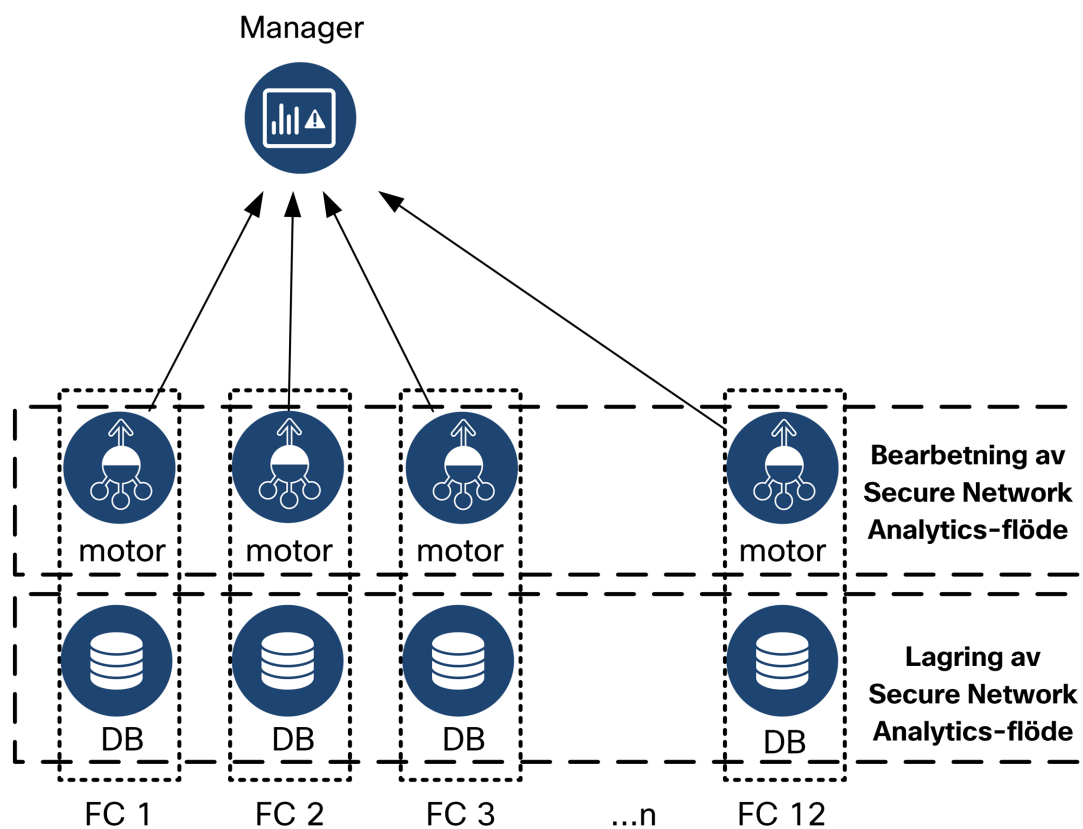 Manager
motor
motor
motor
motor
Bearbetning av
Secure Network
Analytics-flöde
DB
DB
DB
DB
Lagring av
Secure Network
Analytics-flöde
FC 1
FC 2
FC 3
...n
FC 12